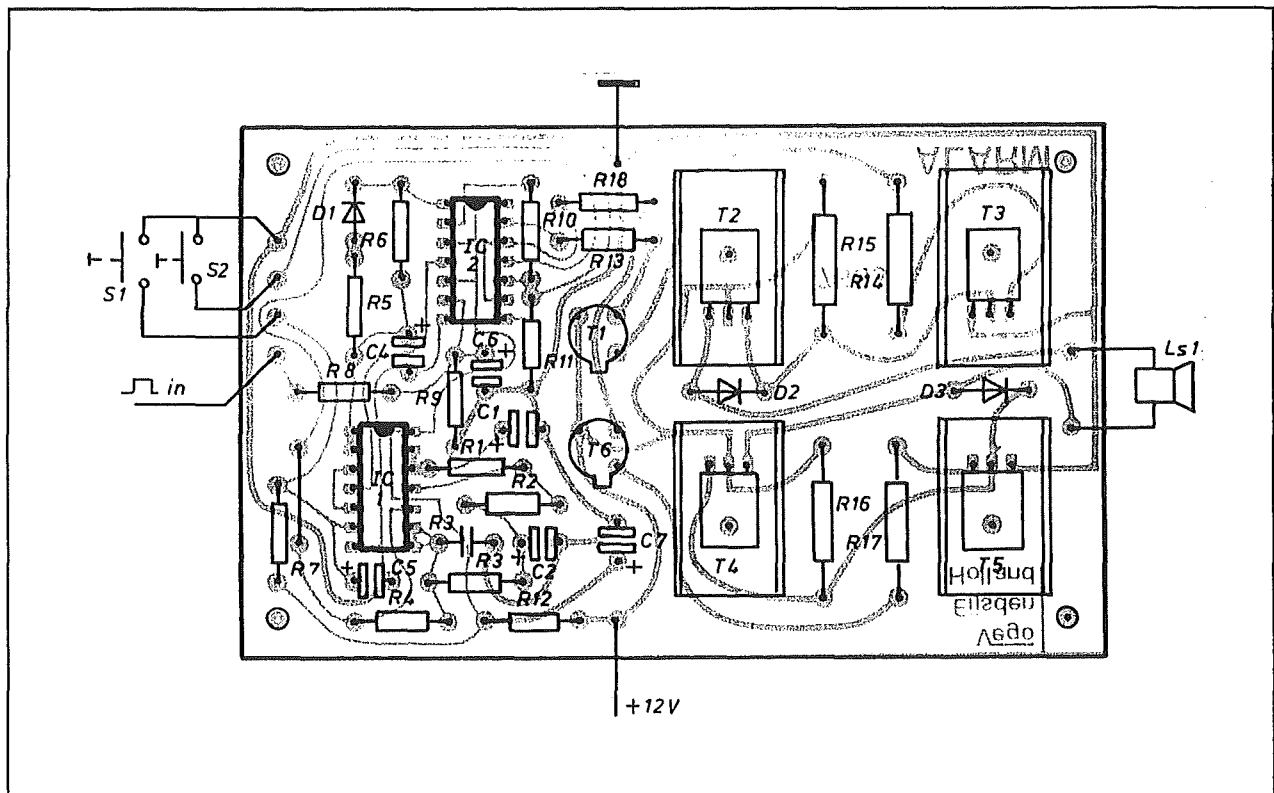 ALARM
R18
D1
R6
IC 2
R10
R13
T2
R15
R14
T3
S1
S2
R5
C4
C6
R11
T1
Ls1
in
R8
R9
C1
D2
D3
IC 1
R1
R2
T6
R16
R17
R3
C7
T4
T5
R7
C5
R3
C2
R4
R12
Holland
Eijsden
Vego
+12V